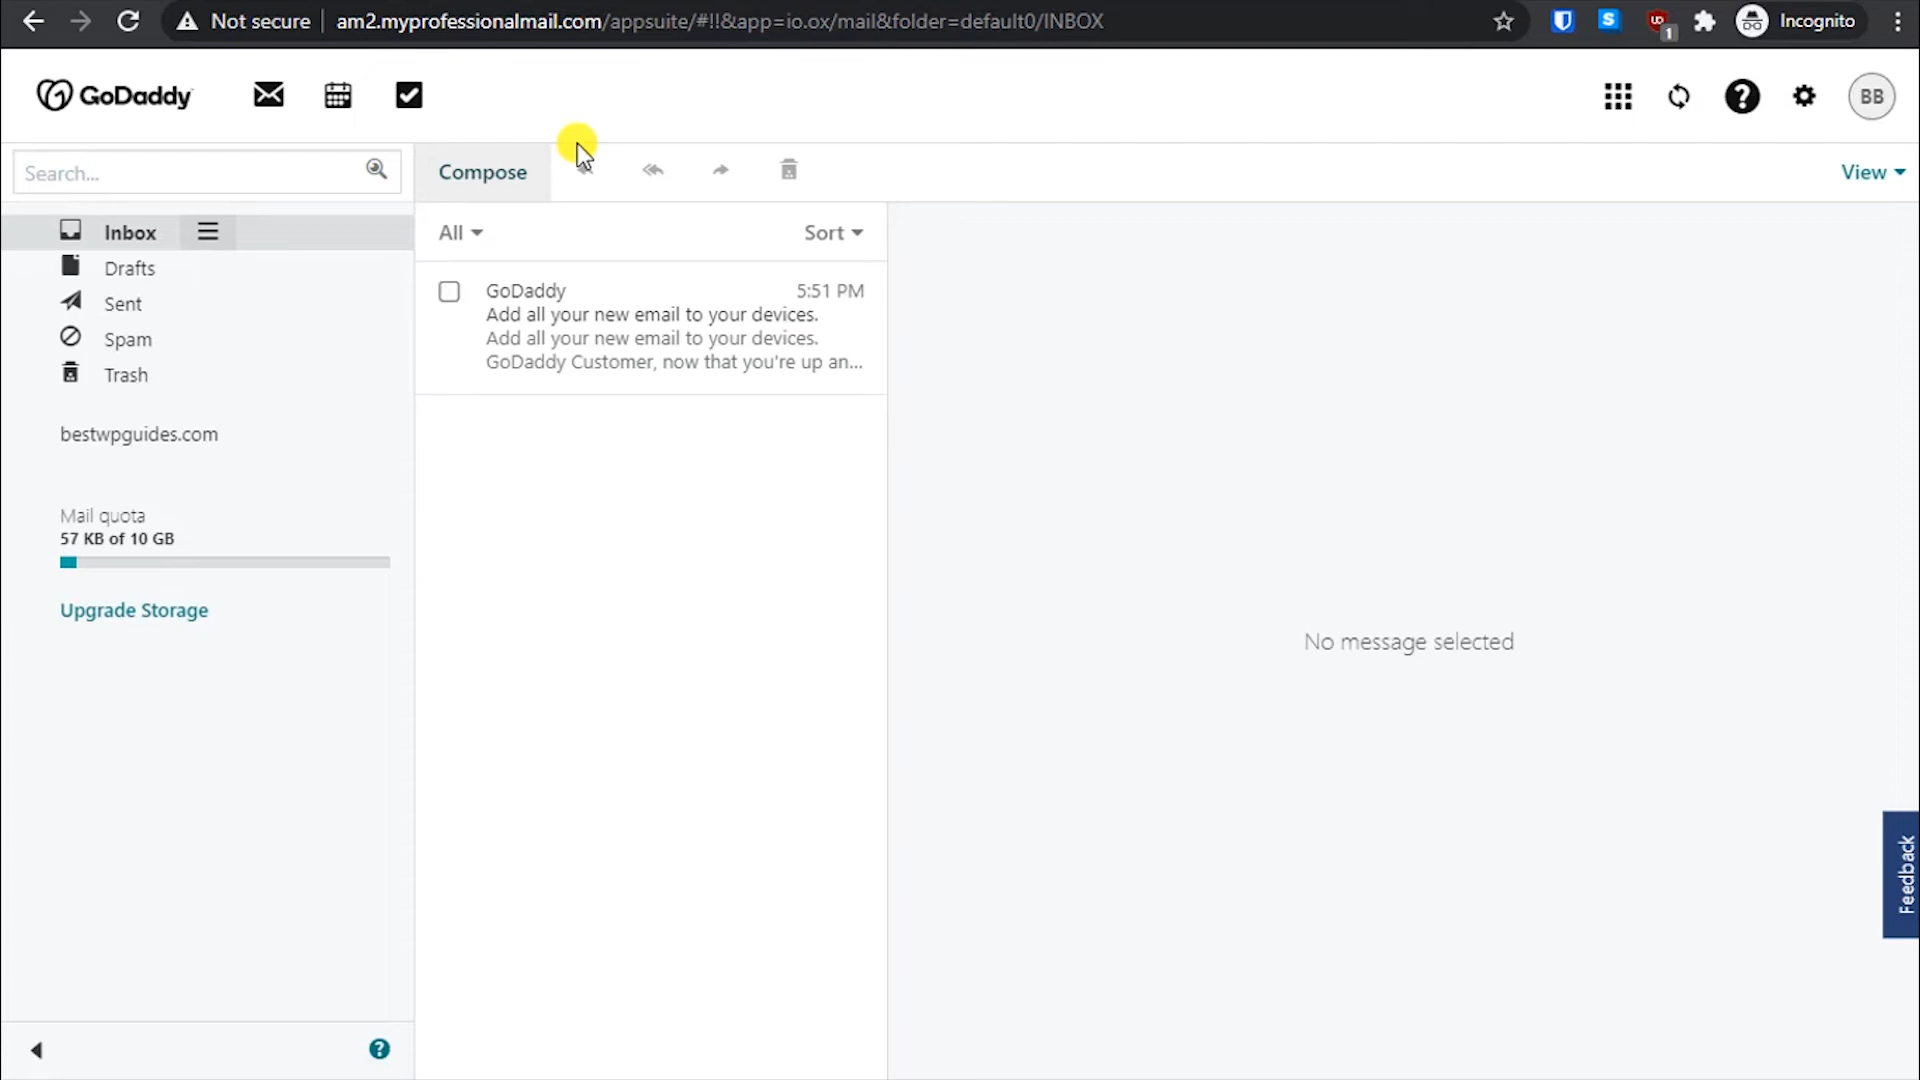 Not secure am2.myprofessionalmail.com/appsuite/#!!&app=io.ox/mail&folder=default0/INBOX
S
1
Incognito
GoDaddy
BB
Search...
Compose
View
Inbox
Drafts
Sent
Spam
Trash
bestwpguides.com
Mail quota
57 KB of 10 GB
Upgrade Storage
All
Sort
GoDaddy 5:51 PM
Add all your new email to your devices.
Add all your new email to your devices.
GoDaddy Customer, now that you're up an...
No message selected
Feedback